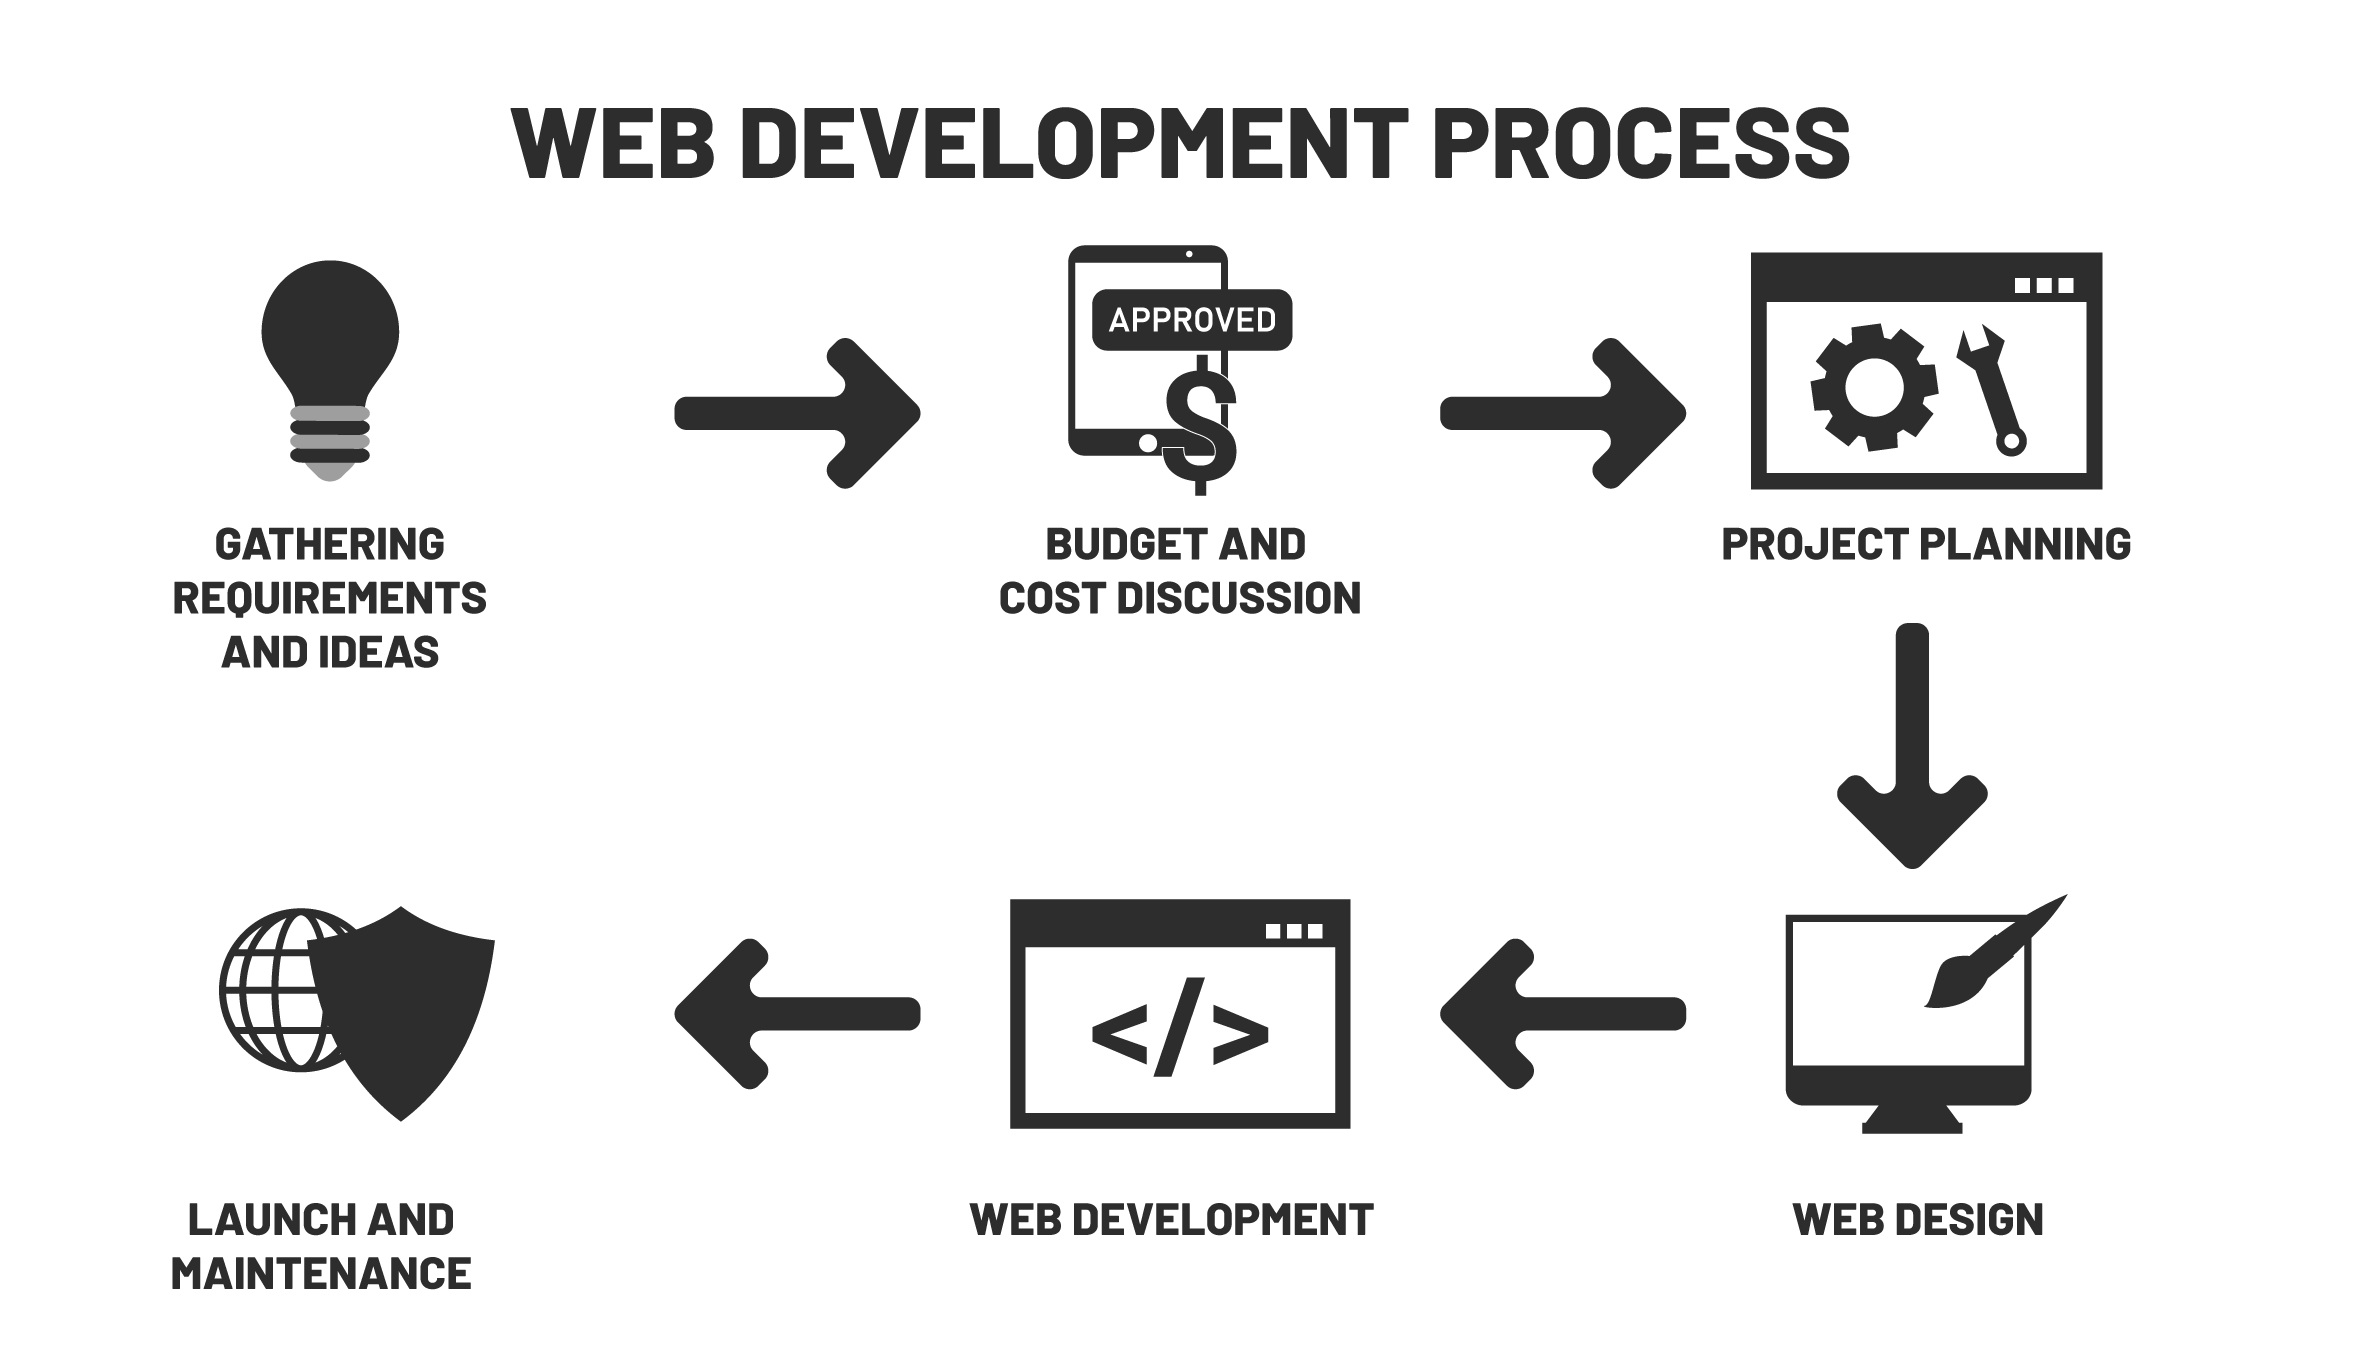 WEB DEVELOPMENT PROCESS
APPROVED
$
GATHERING
REQUIREMENTS
AND IDEAS
BUDGET AND
COST DISCUSSION
PROJECT PLANNING
</>
WEB DESIGN
WEB DEVELOPMENT
LAUNCH AND
MAINTENANCE